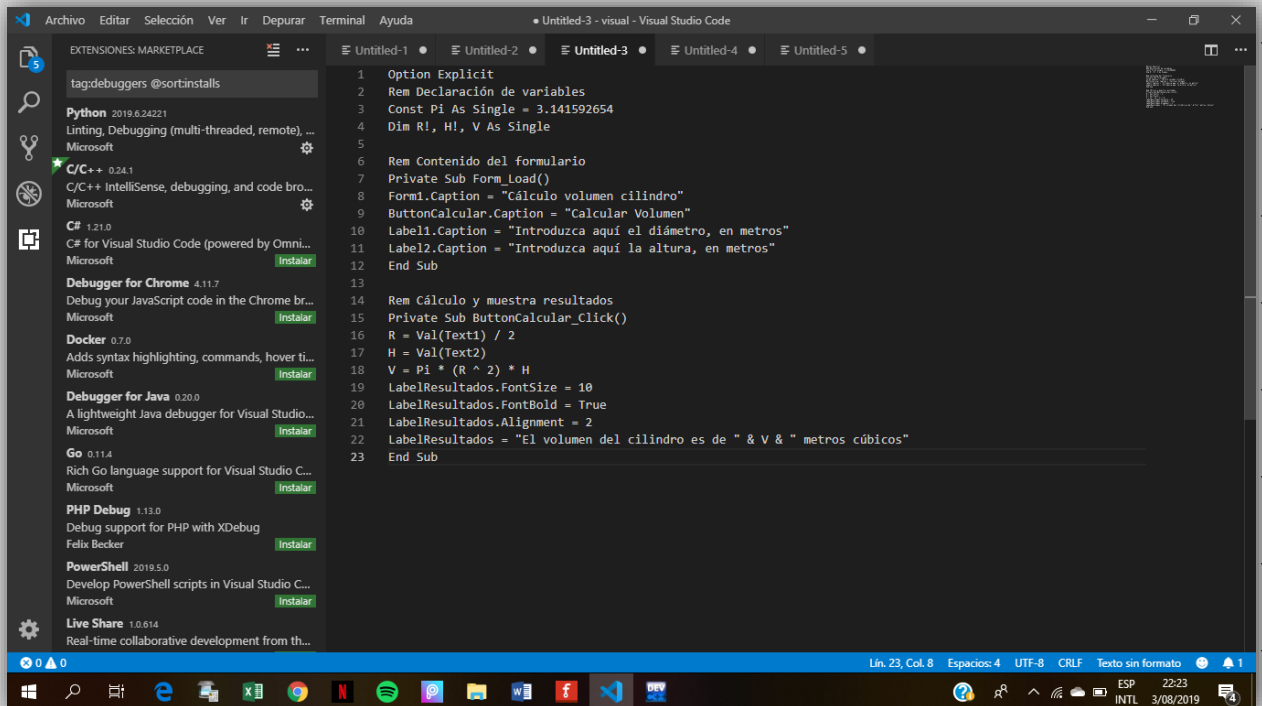 Archivo Editar Selección Ver Ir Depurar Terminal Ayuda
● Untitled-3 - visual - Visual Studio Code
EXTENSIONES: MARKETPLACE
tag:debuggers @sort:installs
Python 2019.6.24221
Linting, Debugging (multi-threaded, remote), ...
Microsoft
C/C++ 0.24.1
C/C++ IntelliSense, debugging, and code bro...
Microsoft
C# 1.21.0
C# for Visual Studio Code (powered by Omni...
Microsoft Instalar
Debugger for Chrome 4.11.7
Debug your JavaScript code in the Chrome br...
Microsoft Instalar
Docker 0.7.0
Adds syntax highlighting, commands, hover ti...
Microsoft Instalar
Debugger for Java 0.20.0
A lightweight Java debugger for Visual Studio...
Microsoft Instalar
Go 0.11.4
Rich Go language support for Visual Studio C...
Microsoft Instalar
PHP Debug 1.13.0
Debug support for PHP with XDebug
Felix Becker Instalar
PowerShell 2019.5.0
Develop PowerShell scripts in Visual Studio C...
Microsoft Instalar
Live Share 1.0.614
Real-time collaborative development from th...
5
Untitled-1 ● Untitled-2 ● Untitled-3 ● Untitled-4 ● Untitled-5 ●
1 Option Explicit
2 Rem Declaración de variables
3 Const Pi As Single = 3.141592654
4 Dim R!, H!, V As Single
5
6 Rem Contenido del formulario
7 Private Sub Form_Load()
8 Form1.Caption = "Cálculo volumen cilindro"
9 ButtonCalcular.Caption = "Calcular Volumen"
10 Label1.Caption = "Introduzca aquí el diámetro, en metros"
11 Label2.Caption = "Introduzca aquí la altura, en metros"
12 End Sub
13
14 Rem Cálculo y muestra resultados
15 Private Sub ButtonCalcular_Click()
16 R = Val(Text1) / 2
17 H = Val(Text2)
18 V = Pi * (R ^ 2) * H
19 LabelResultados.FontSize = 10
20 LabelResultados.FontBold = True
21 LabelResultados.Alignment = 2
22 LabelResultados = "El volumen del cilindro es de " & V & " metros cúbicos"
23 End Sub
0 0
Lín. 23, Col. 8 Espacios: 4 UTF-8 CRLF Texto sin formato 1
DEV
ESP
INTL
22:23
3/08/2019
4